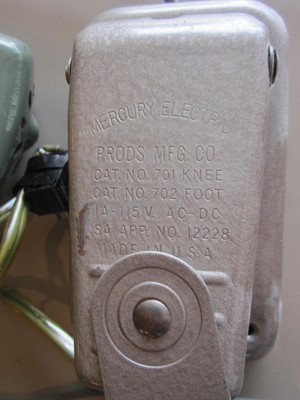 MERCURY ELECTRIC
PRODS MFG. CO.
CAT. NO. 701 KNEE
CAT. NO. 702 FOOT
1A-115V. AC-DC
CSA APP. NO. 12228
MADE IN U.S.A.